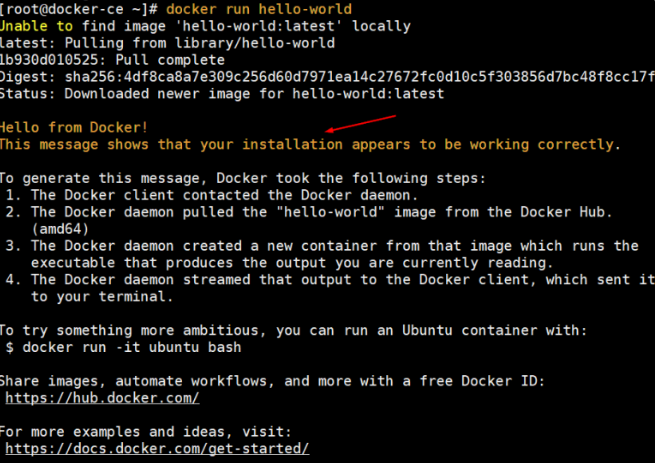 [root@docker-ce ~]# docker run hello-world
Unable to find image 'hello-world:latest' locally
latest: Pulling from library/hello-world
1b930d010525: Pull complete
Digest: sha256:4df8ca8a7e309c256d60d7971ea14c27672fc0d10c5f303856d7bc48f8cc17f
Status: Downloaded newer image for hello-world:latest
Hello from Docker!
This message shows that your installation appears to be working correctly.
To generate this message, Docker took the following steps:
1. The Docker client contacted the Docker daemon.
2. The Docker daemon pulled the "hello-world" image from the Docker Hub.
(amd64)
3. The Docker daemon created a new container from that image which runs the
executable that produces the output you are currently reading.
4. The Docker daemon streamed that output to the Docker client, which sent it
to your terminal.
To try something more ambitious, you can run an Ubuntu container with:
$ docker run -it ubuntu bash
Share images, automate workflows, and more with a free Docker ID:
https://hub.docker.com/
For more examples and ideas, visit:
https://docs.docker.com/get-started/